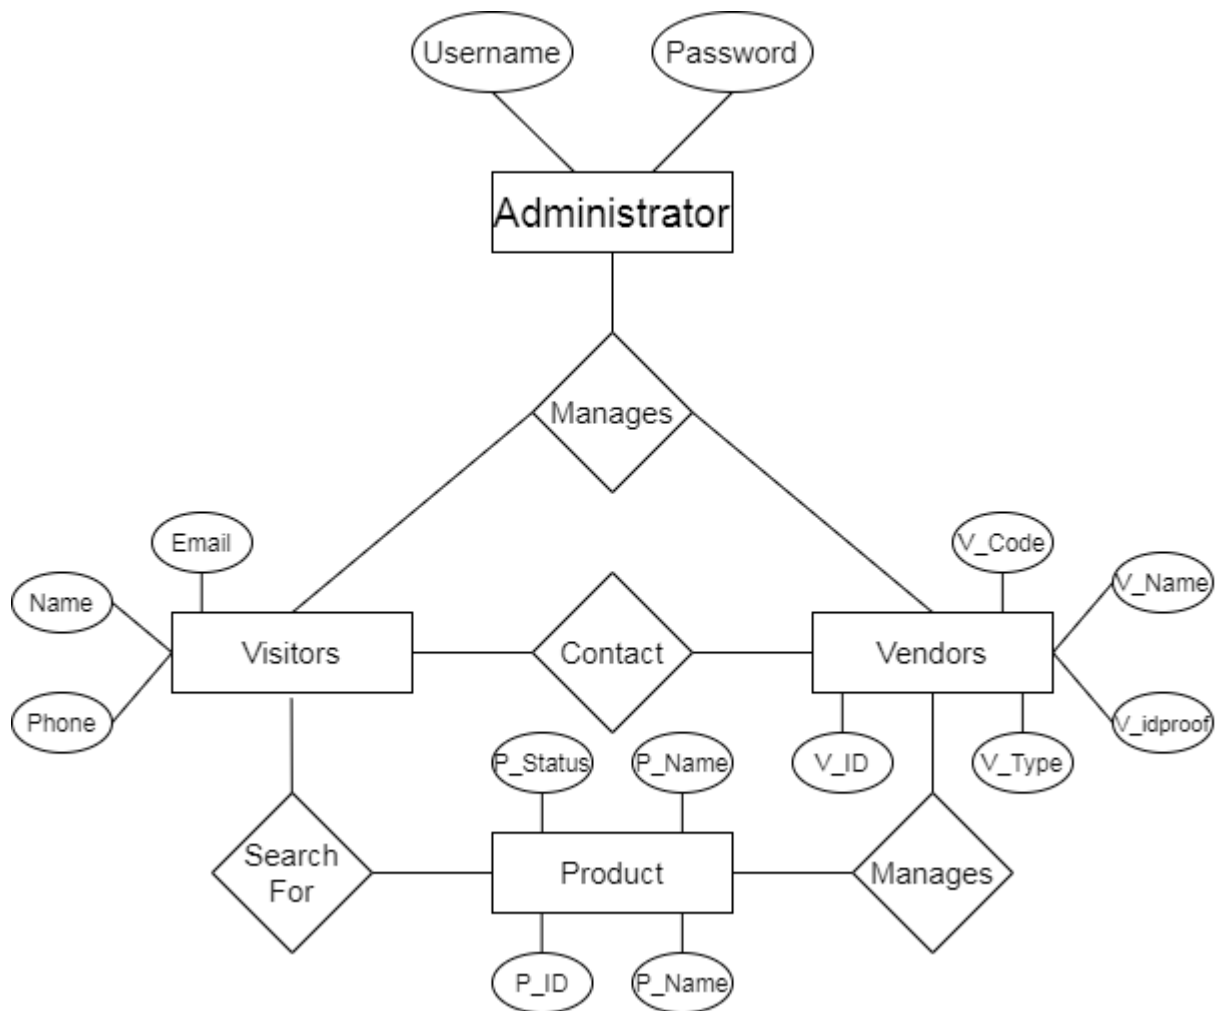 Username
Password
Administrator
Manages
Email
V_Code
Name
V_Name
Visitors
Contact
Vendors
Phone
V_idproof
P_Status
P_Name
V_ID
V_Type
Search
For
Product
Manages
P_ID
P_Name